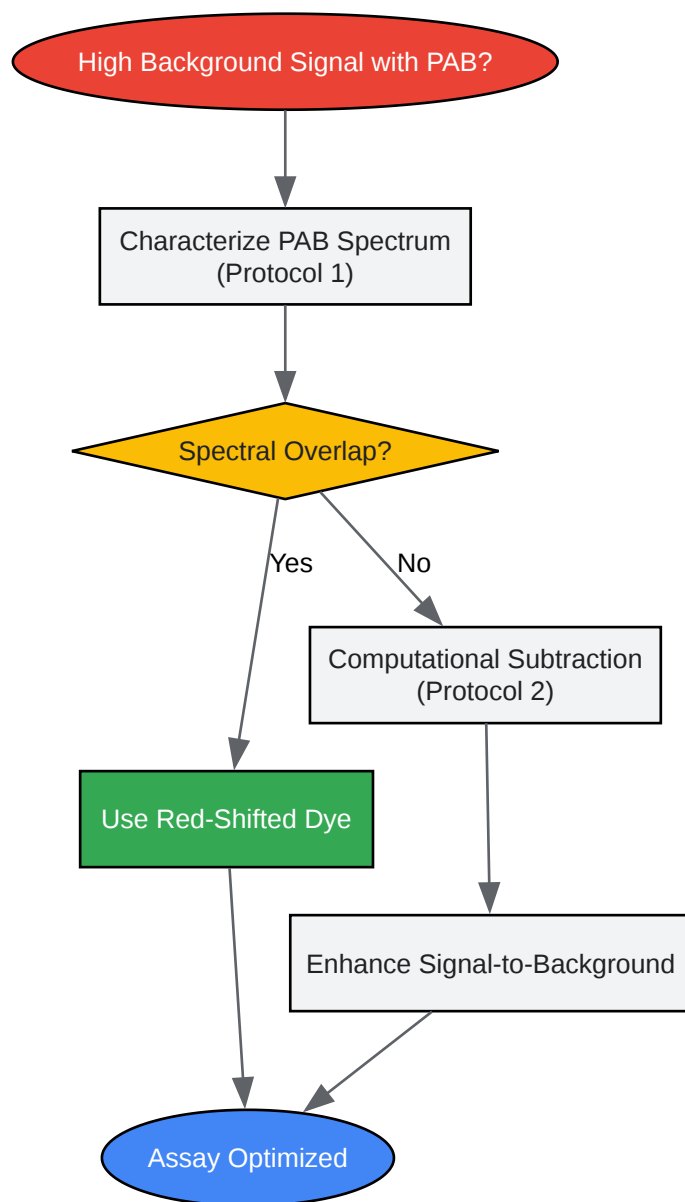 High Background Signal with PAB?
Characterize PAB Spectrum
(Protocol 1)
Spectral Overlap?
Yes
No
Computational Subtraction
(Protocol 2)
Use Red-Shifted Dye
Enhance Signal-to-Background
Assay Optimized